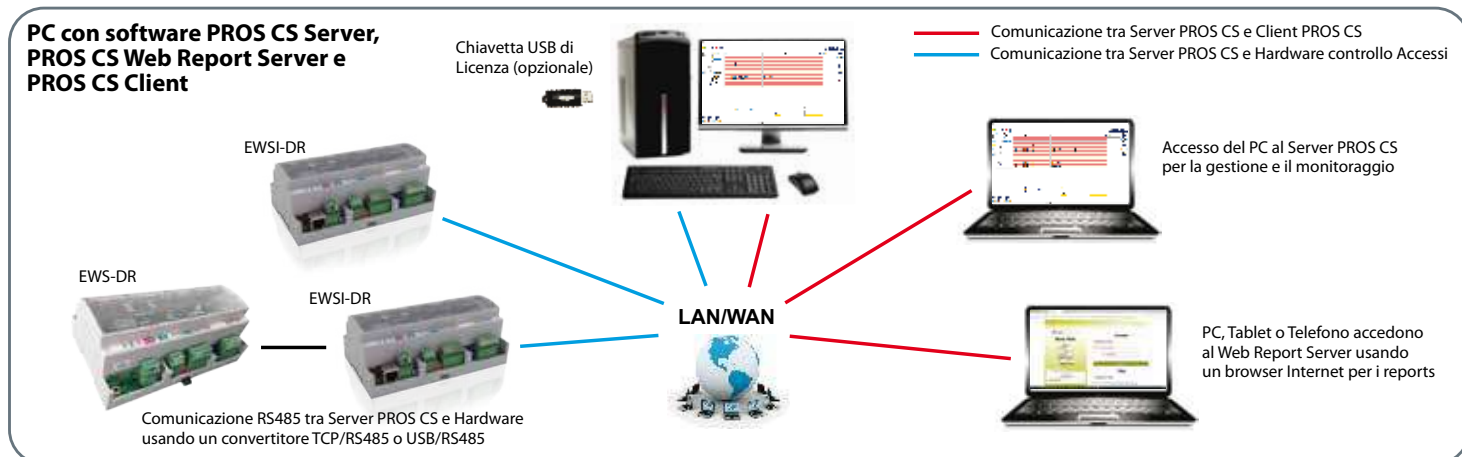 PC con software PROS CS Server,
PROS CS Web Report Server e
PROS CS Client
Chiavetta USB di
Licenza (opzionale)
Comunicazione tra Server PROS CS e Client PROS CS
Comunicazione tra Server PROS CS e Hardware controllo Accessi
EWSI-DR
Accesso del PC al Server PROS CS
per la gestione e il monitoraggio
EWS-DR
EWSI-DR
LAN/WAN
PC, Tablet o Telefono accedono
al Web Report Server usando
un browser Internet per i reports
Comunicazione RS485 tra Server PROS CS e Hardware
usando un convertitore TCP/RS485 o USB/RS485